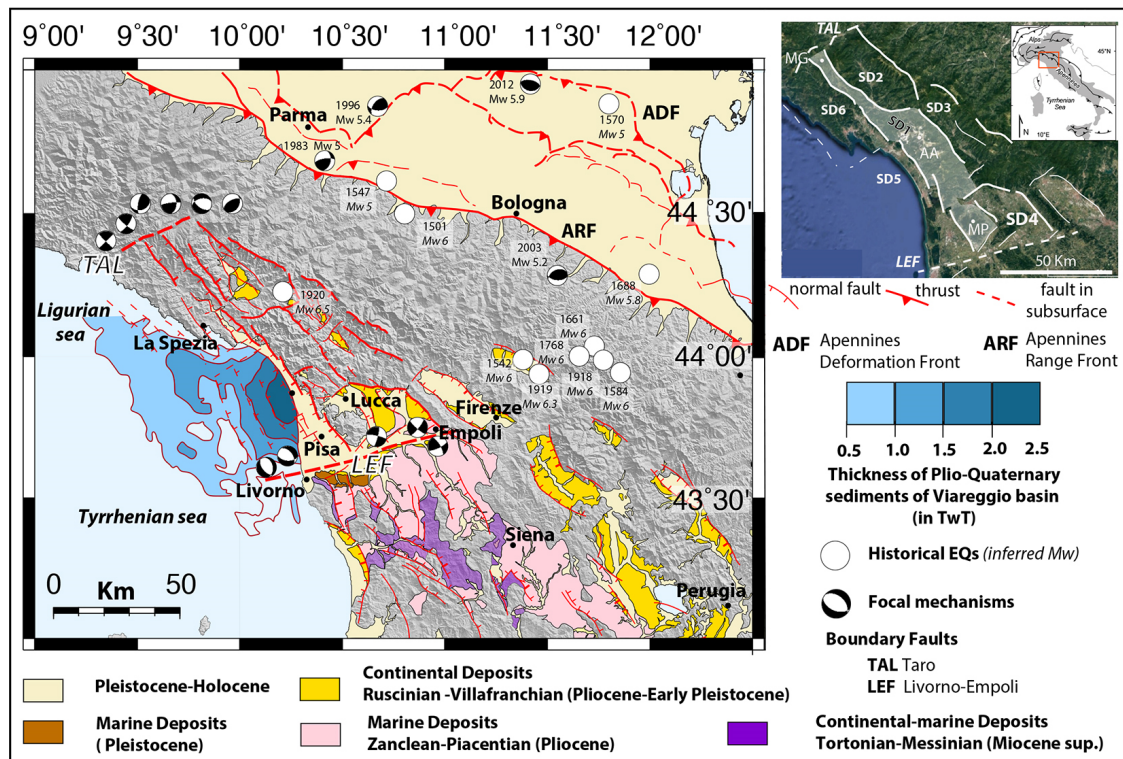 9°00' 9°30' 10°00' 10°30' 11°00' 11°30' 12°00'
2012
Mw 5.9
1996
Mw 5.4
Parma
1570
Mw 5
ADF
1983 Mw 5
1547
Mw 5
Bologna
44°30'
1501
Mw 6
ARF
2003
Mw 5.2
TAL
1688
Mw 5.8
1920
Mw 6.5
Ligurian
sea
1661
Mw 6
La Spezia
1542
Mw 6
1768
Mw 6
44°00'
1919
Mw 6.3
1918
Mw 6
1584
Mw 6
Lucca
Firenze
Empoli
Pisa
LEF
Livorno
43°30'
Tyrrhenian sea
Siena
0 50
Km
Perugia
TAL
MG
SD2
SD6
SD3
SD1
AA
SD5
SD4
MP
LEF
50 Km
Alps
45°N
Tyrrhenian
Sea
N
10°E
normal fault
thrust
fault in
subsurface
ADF Apennines
Deformation Front
ARF Apennines
Range Front
0.5 1.0 1.5 2.0 2.5
Thickness of Plio-Quaternary
sediments of Viareggio basin
(in TwT)
Historical EQs (inferred Mw)
Focal mechanisms
Boundary Faults
TAL Taro
LEF Livorno-Empoli
Pleistocene-Holocene
Marine Deposits
( Pleistocene)
Continental Deposits
Ruscinian -Villafranchian (Pliocene-Early Pleistocene)
Marine Deposits
Zanclean-Piacentian (Pliocene)
Continental-marine Deposits
Tortonian-Messinian (Miocene sup.)